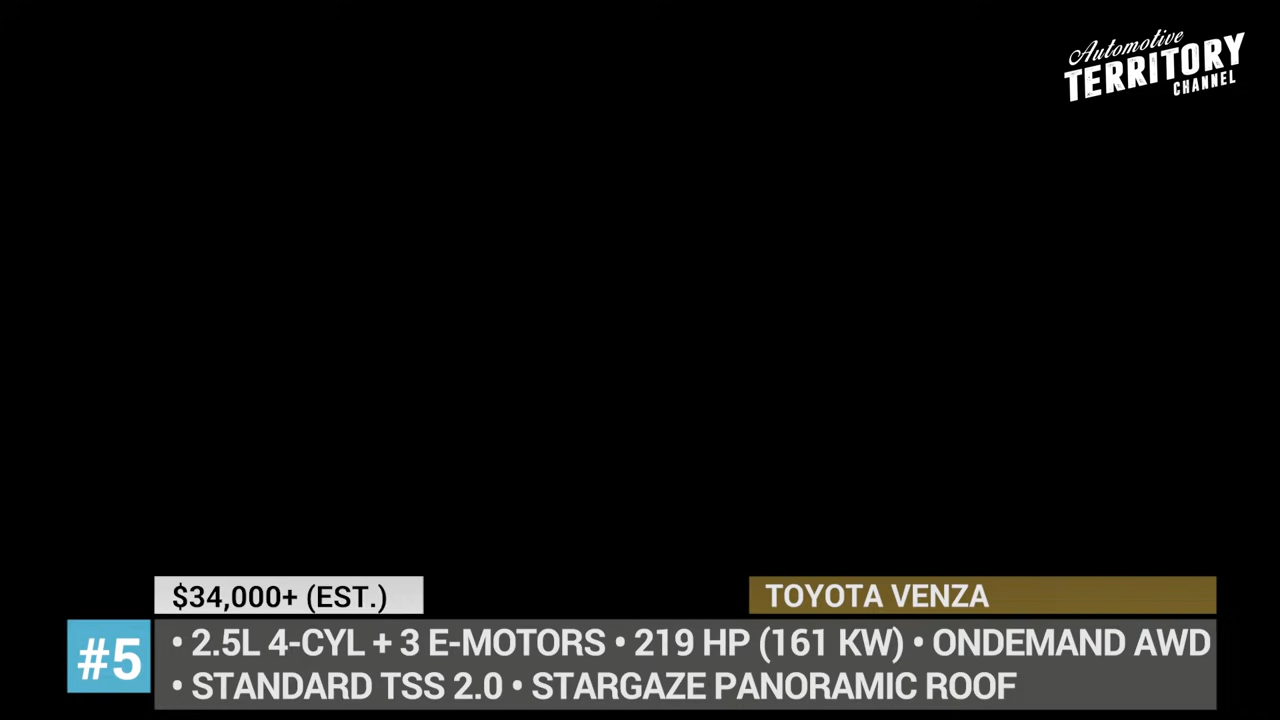 Automotive
TERRITORY
CHANNEL
$34,000+ (EST.)
TOYOTA VENZA
#5
• 2.5L 4-CYL + 3 E-MOTORS • 219 HP (161 KW) • ONDEMAND AWD
• STANDARD TSS 2.0 • STARGAZE PANORAMIC ROOF